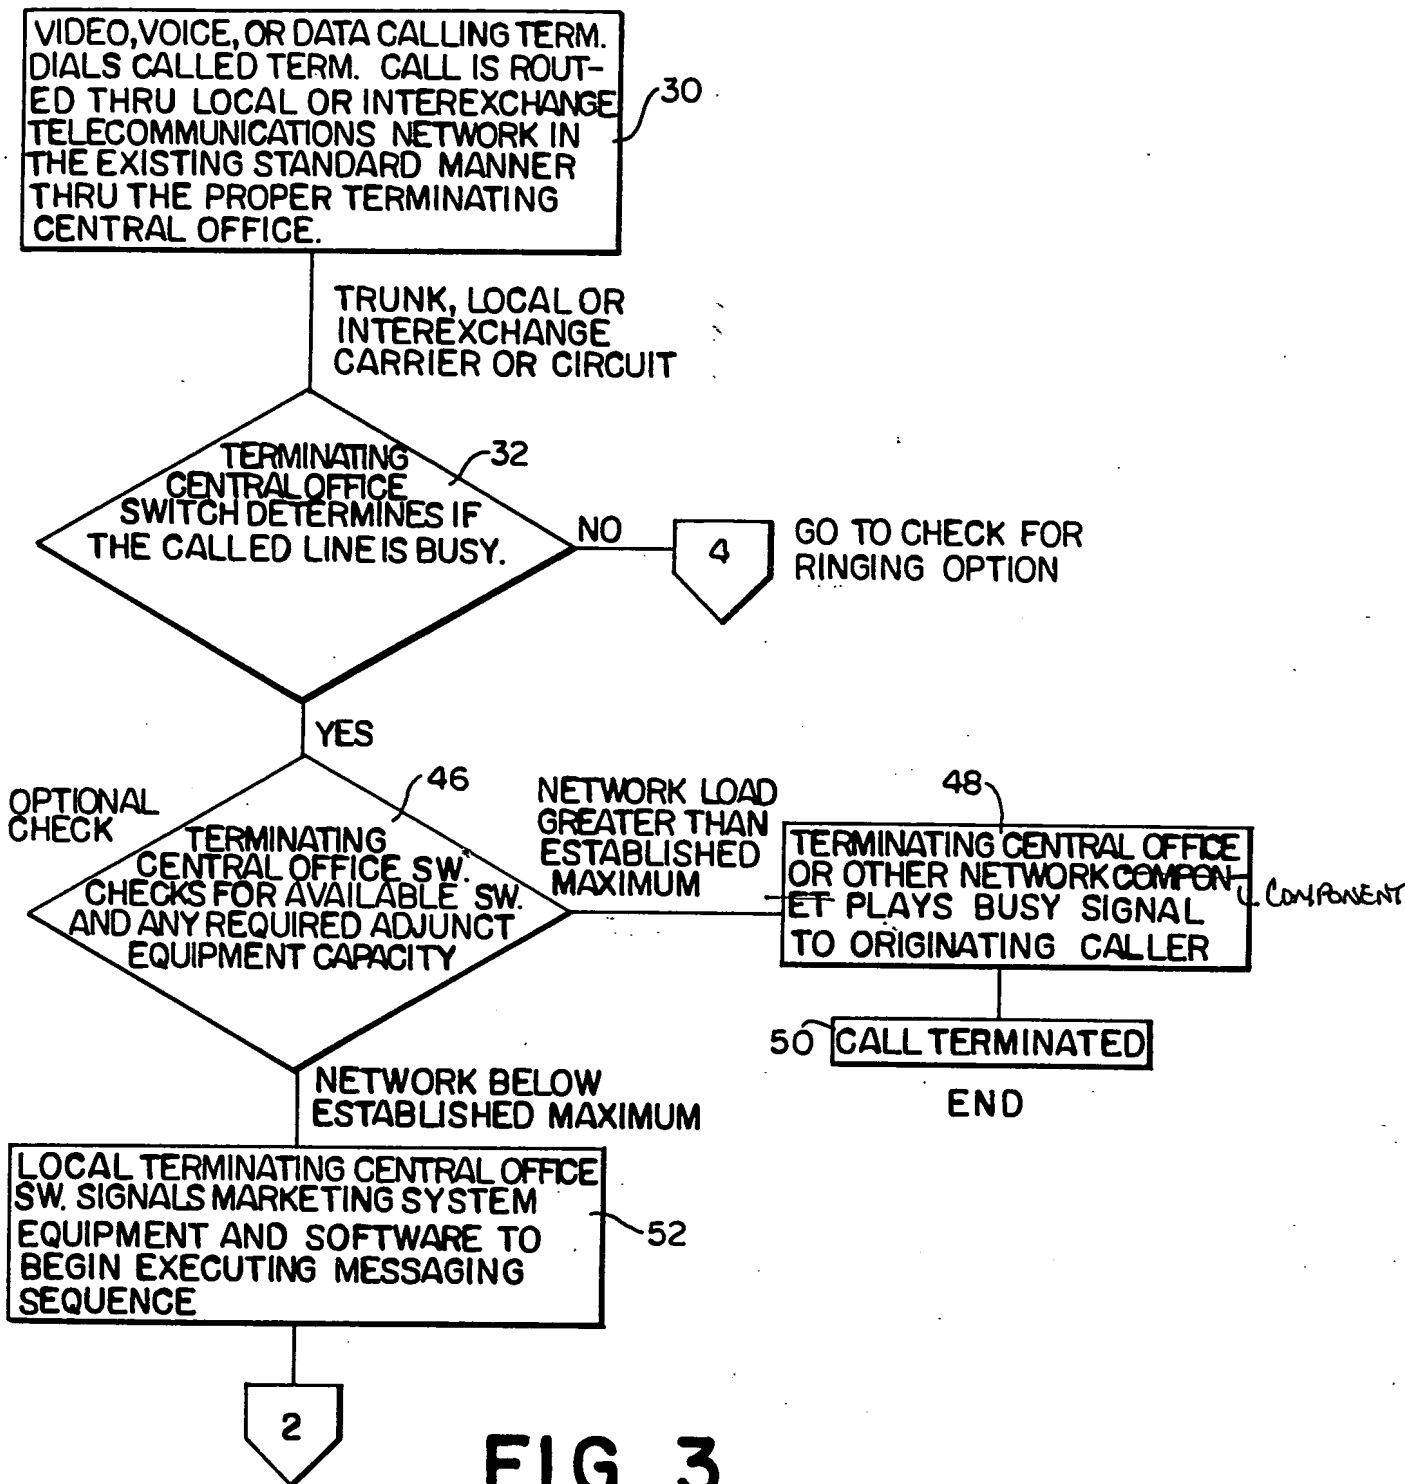 VIDEO, VOICE, OR DATA CALLING TERM.
DIALS CALLED TERM. CALL IS ROUT-
ED THRU LOCAL OR INTEREXCHANGE
TELECOMMUNICATIONS NETWORK IN
THE EXISTING STANDARD MANNER
THRU THE PROPER TERMINATING
CENTRAL OFFICE.
30
TRUNK, LOCAL OR
INTEREXCHANGE
CARRIER OR CIRCUIT
TERMINATING
CENTRAL OFFICE
SWITCH DETERMINES IF
THE CALLED LINE IS BUSY.
32
NO
4
GO TO CHECK FOR
RINGING OPTION
YES
OPTIONAL
CHECK
46
TERMINATING
CENTRAL OFFICE SW.
CHECKS FOR AVAILABLE SW.
AND ANY REQUIRED ADJUNCT
EQUIPMENT CAPACITY
NETWORK LOAD
GREATER THAN
ESTABLISHED
MAXIMUM
48
TERMINATING CENTRAL OFFICE
OR OTHER NETWORK COMPON-
ET PLAYS BUSY SIGNAL
TO ORIGINATING CALLER
COMPONENT
50
CALL TERMINATED
END
NETWORK BELOW
ESTABLISHED MAXIMUM
LOCAL TERMINATING CENTRAL OFFICE
SW. SIGNALS MARKETING SYSTEM
EQUIPMENT AND SOFTWARE TO
BEGIN EXECUTING MESSAGING
SEQUENCE
52
2
FIG. 3